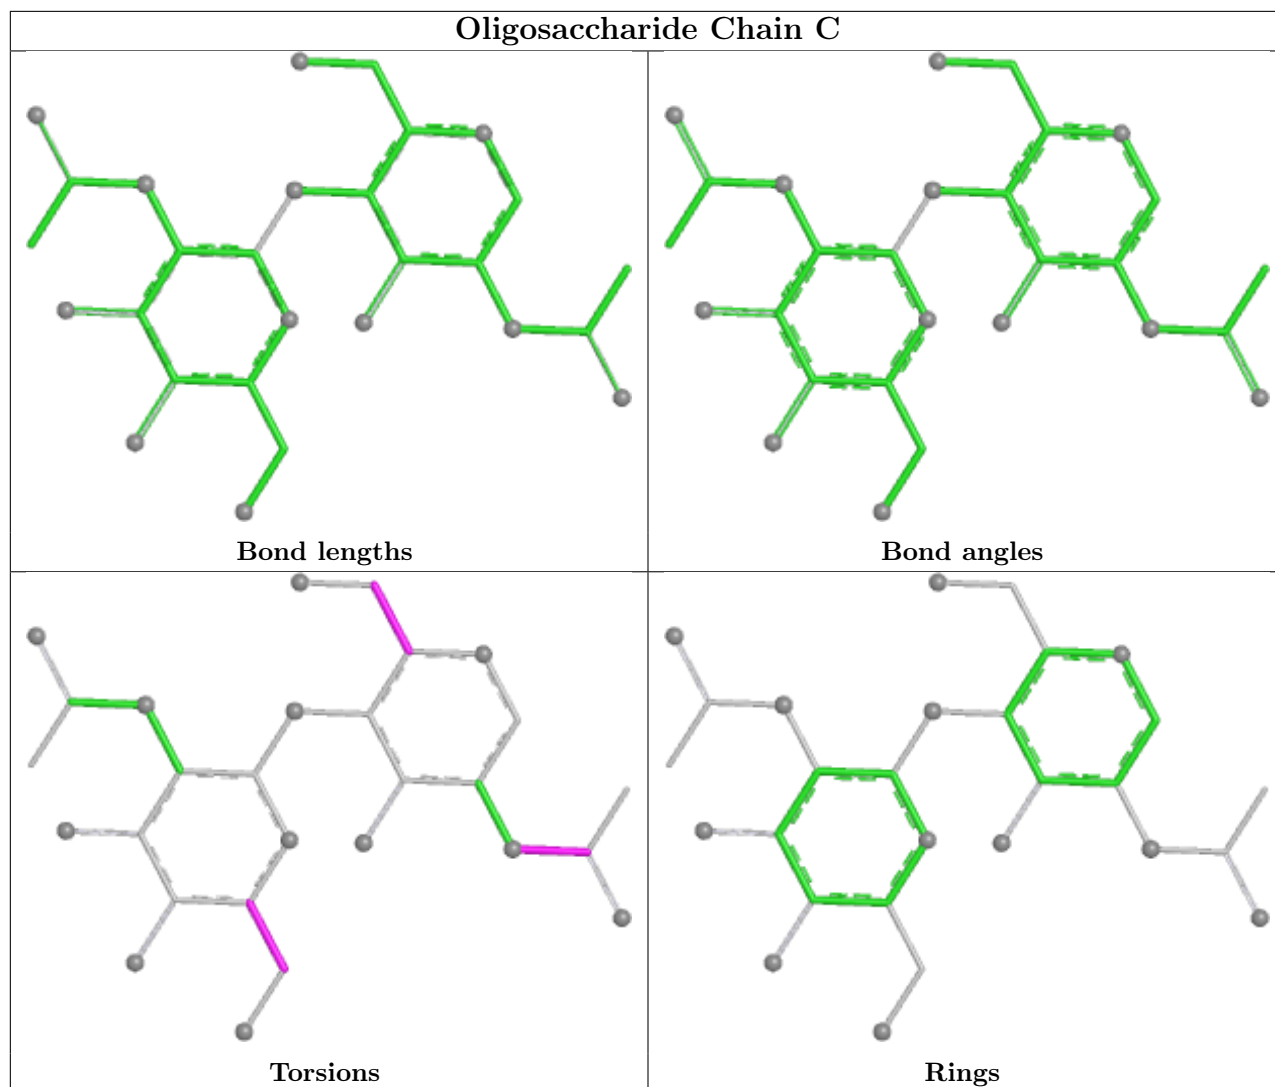 Oligosaccharide Chain C
Bond lengths
Bond angles
Torsions
Rings